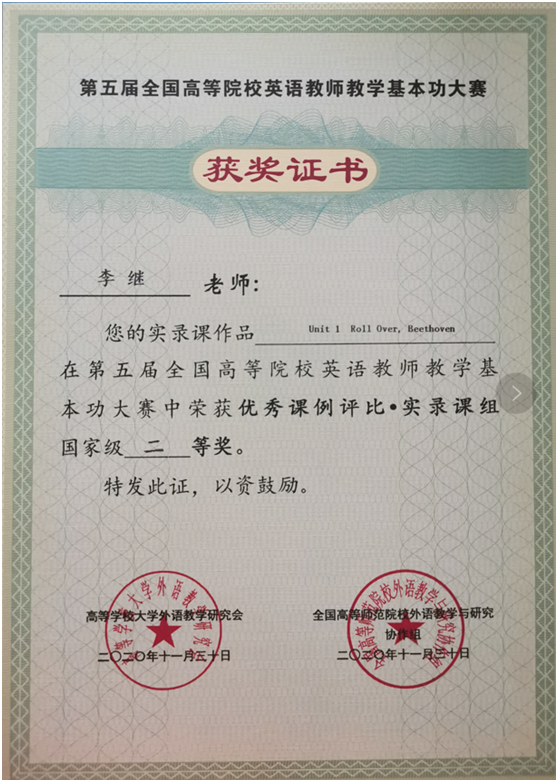 第五届全国高等院校英语教师教学基本功大赛
获奖证书
李 继 老师：
您的实录课作品 Unit 1 Roll Over, Beethoven
在第五届全国高等院校英语教师教学基
本功大赛中荣获优秀课例评比•实录课组
国家级 二 等奖。
特发此证，以资鼓励。
高等学校大学外语教学研究会
二〇二〇年十一月三十日
全国高等师范院校外语教学与研究
协作组
二〇二〇年十一月三十日